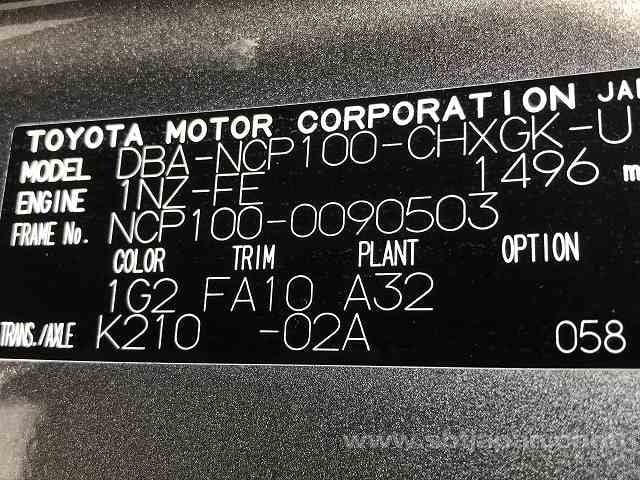 TOYOTA MOTOR CORPORATION JA
MODEL DBA-NCP100-CHXGK-U
ENGINE 1NZ-FE 1496 m
FRAME No. NCP100-0090503
COLOR TRIM PLANT OPTION
1G2 FA10 A32
TRANS./AXLE K210 -02A 058